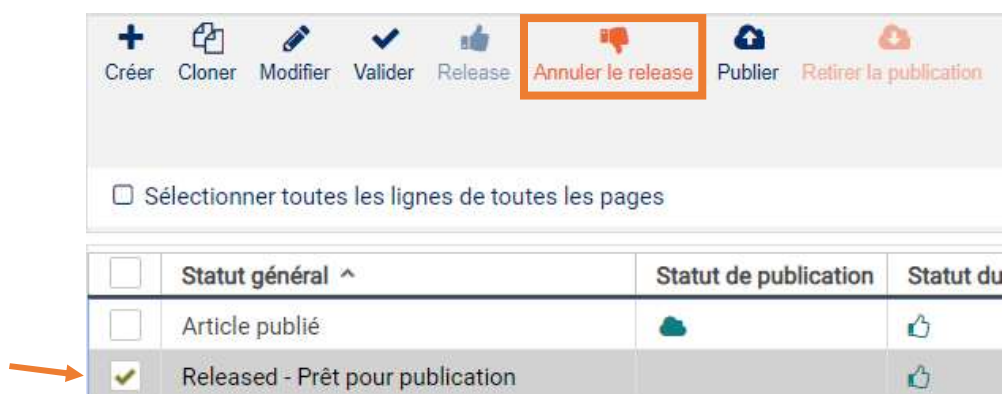 Créer Cloner Modifier Valider Release Annuler le release Publier Retirer la publication
Sélectionner toutes les lignes de toutes les pages
Statut général Statut de publication Statut du
Article publié
Released - Prêt pour publication